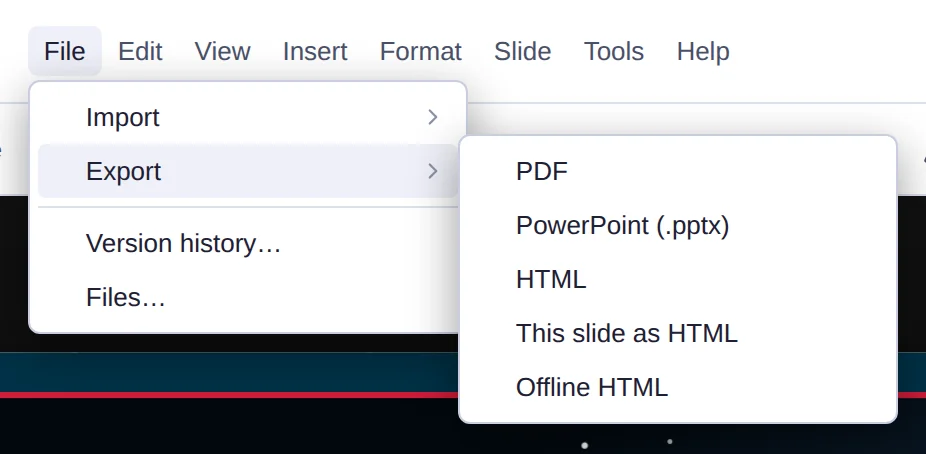 File Edit View Insert Format Slide Tools Help
Import
Export
Version history…
Files…
PDF
PowerPoint (.pptx)
HTML
This slide as HTML
Offline HTML